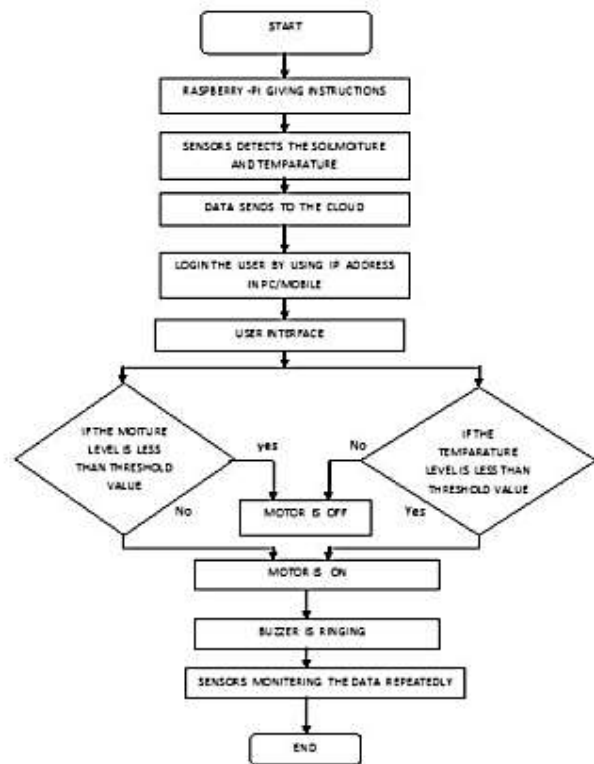 START
RASPBERRY -PI GIVING INSTRUCTIONS
SENSORS DETECTS THE SOILMOITURE
AND TEMPARATURE
DATA SENDS TO THE CLOUD
LOGIN THE USER BY USING IP ADDRESS
IN PC/MOBILE
USER INTERFACE
IF THE MOITURE
LEVEL IS LESS
THAN THRESHOLD
VALUE
yes
No
IF THE
TEMPARATURE
LEVEL IS LESS THAN
THRESHOLD VALUE
No
MOTOR IS OFF
Yes
MOTOR IS ON
BUZZER IS RINGING
SENSORS MONITERING THE DATA REPEATEDLY
END